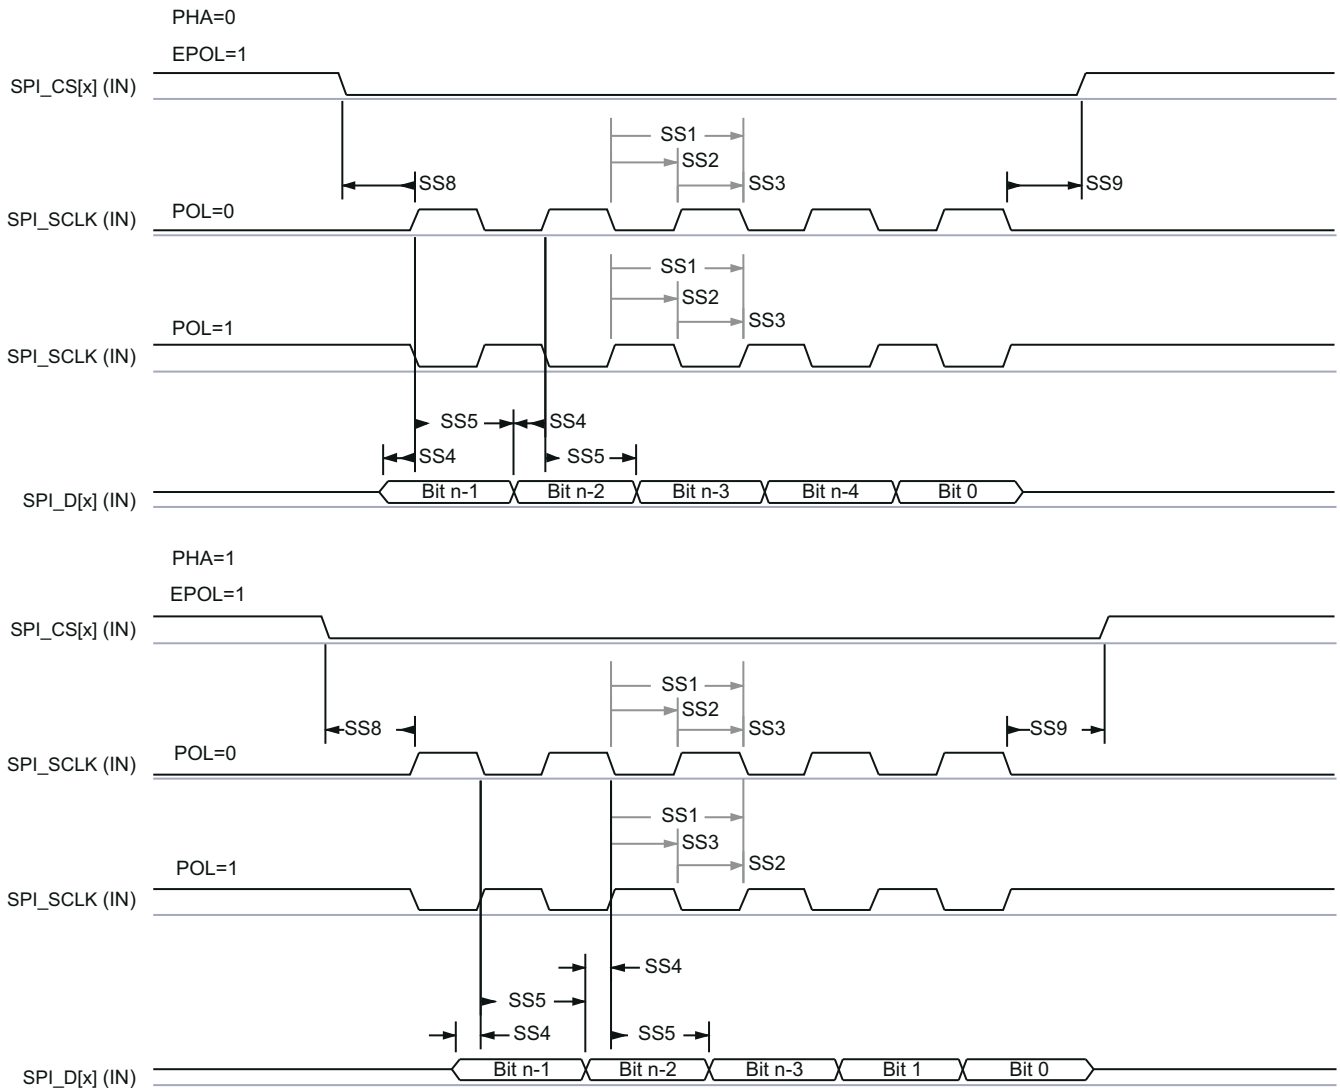 PHA=0
EPOL=1
SPI_CS[x] (IN)
SS1
SS2
SS8
SS3
SS9
SPI_SCLK (IN)
POL=0
SS1
SS2
SS3
POL=1
SPI_SCLK (IN)
SS5
SS4
SS4
SS5
SPI_D[x] (IN)
Bit n-1
Bit n-2
Bit n-3
Bit n-4
Bit 0
PHA=1
EPOL=1
SPI_CS[x] (IN)
SS1
SS2
SS8
SS3
SS9
POL=0
SPI_SCLK (IN)
SS1
SS3
SS2
POL=1
SPI_SCLK (IN)
SS4
SS5
SS4
SS5
SPI_D[x] (IN)
Bit n-1
Bit n-2
Bit n-3
Bit 1
Bit 0